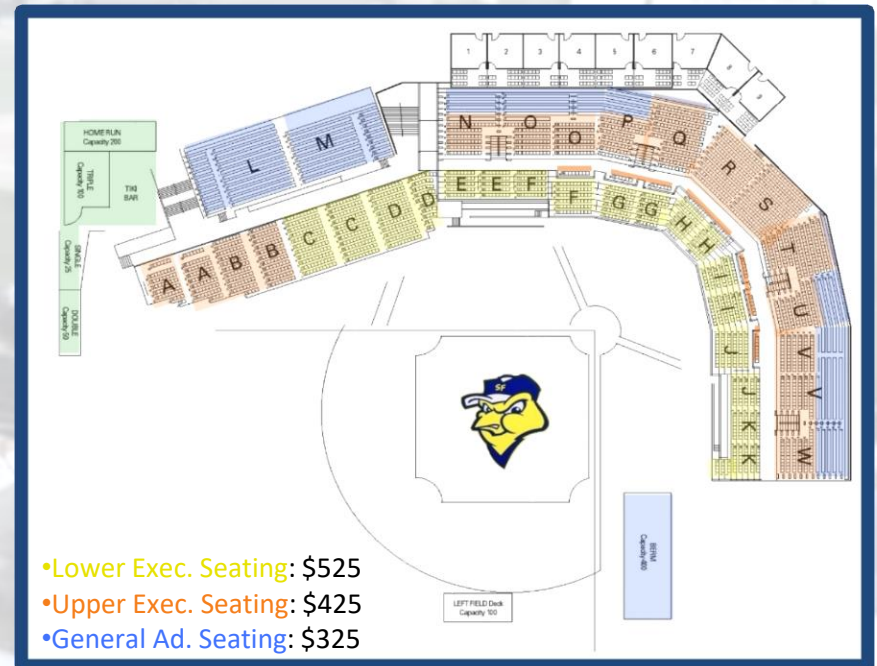 1 2 3 4 5 6 7 8 9
HOMERUN
Capacity 200
TRIPLE
Capacity 100
TIKI
BAR
SINGLE
Capacity 25
DOUBLE
Capacity 50
L M
N O O P Q R S T U V V W
A A B B C C D D E E F F G G H H I I J J K K
SF
BERM
Capacity 400
LEFT FIELD Deck
Capacity 100
•Lower Exec. Seating: $525
•Upper Exec. Seating: $425
•General Ad. Seating: $325